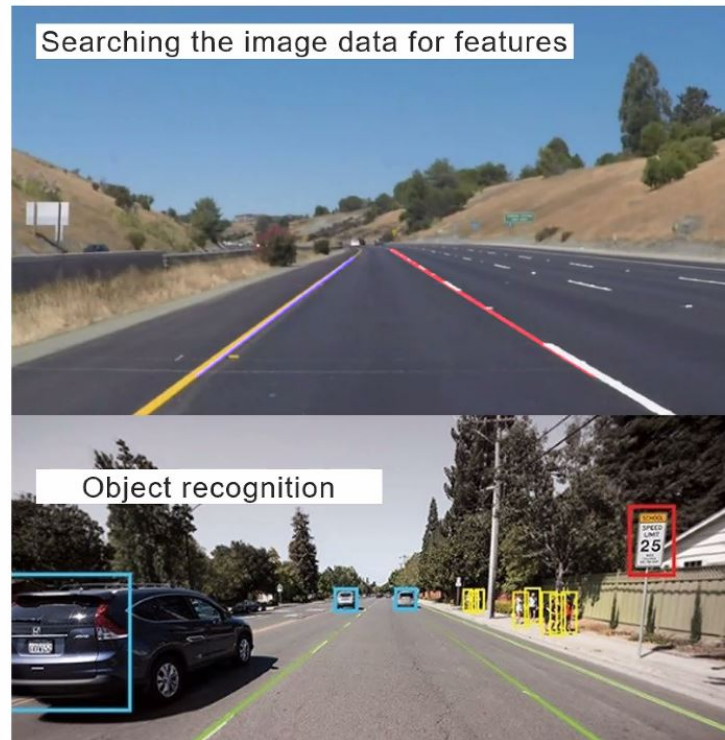 Searching the image data for features
Object recognition
SCHOOL
SPEED
LIMIT
25